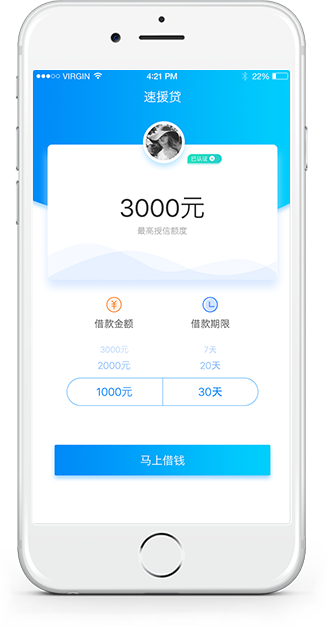 VIRGIN 4:21 PM 22%
速援贷
已认证
3000元
最高授信额度
借款金额 借款期限
3000元 7天
2000元 20天
1000元 30天
马上借钱